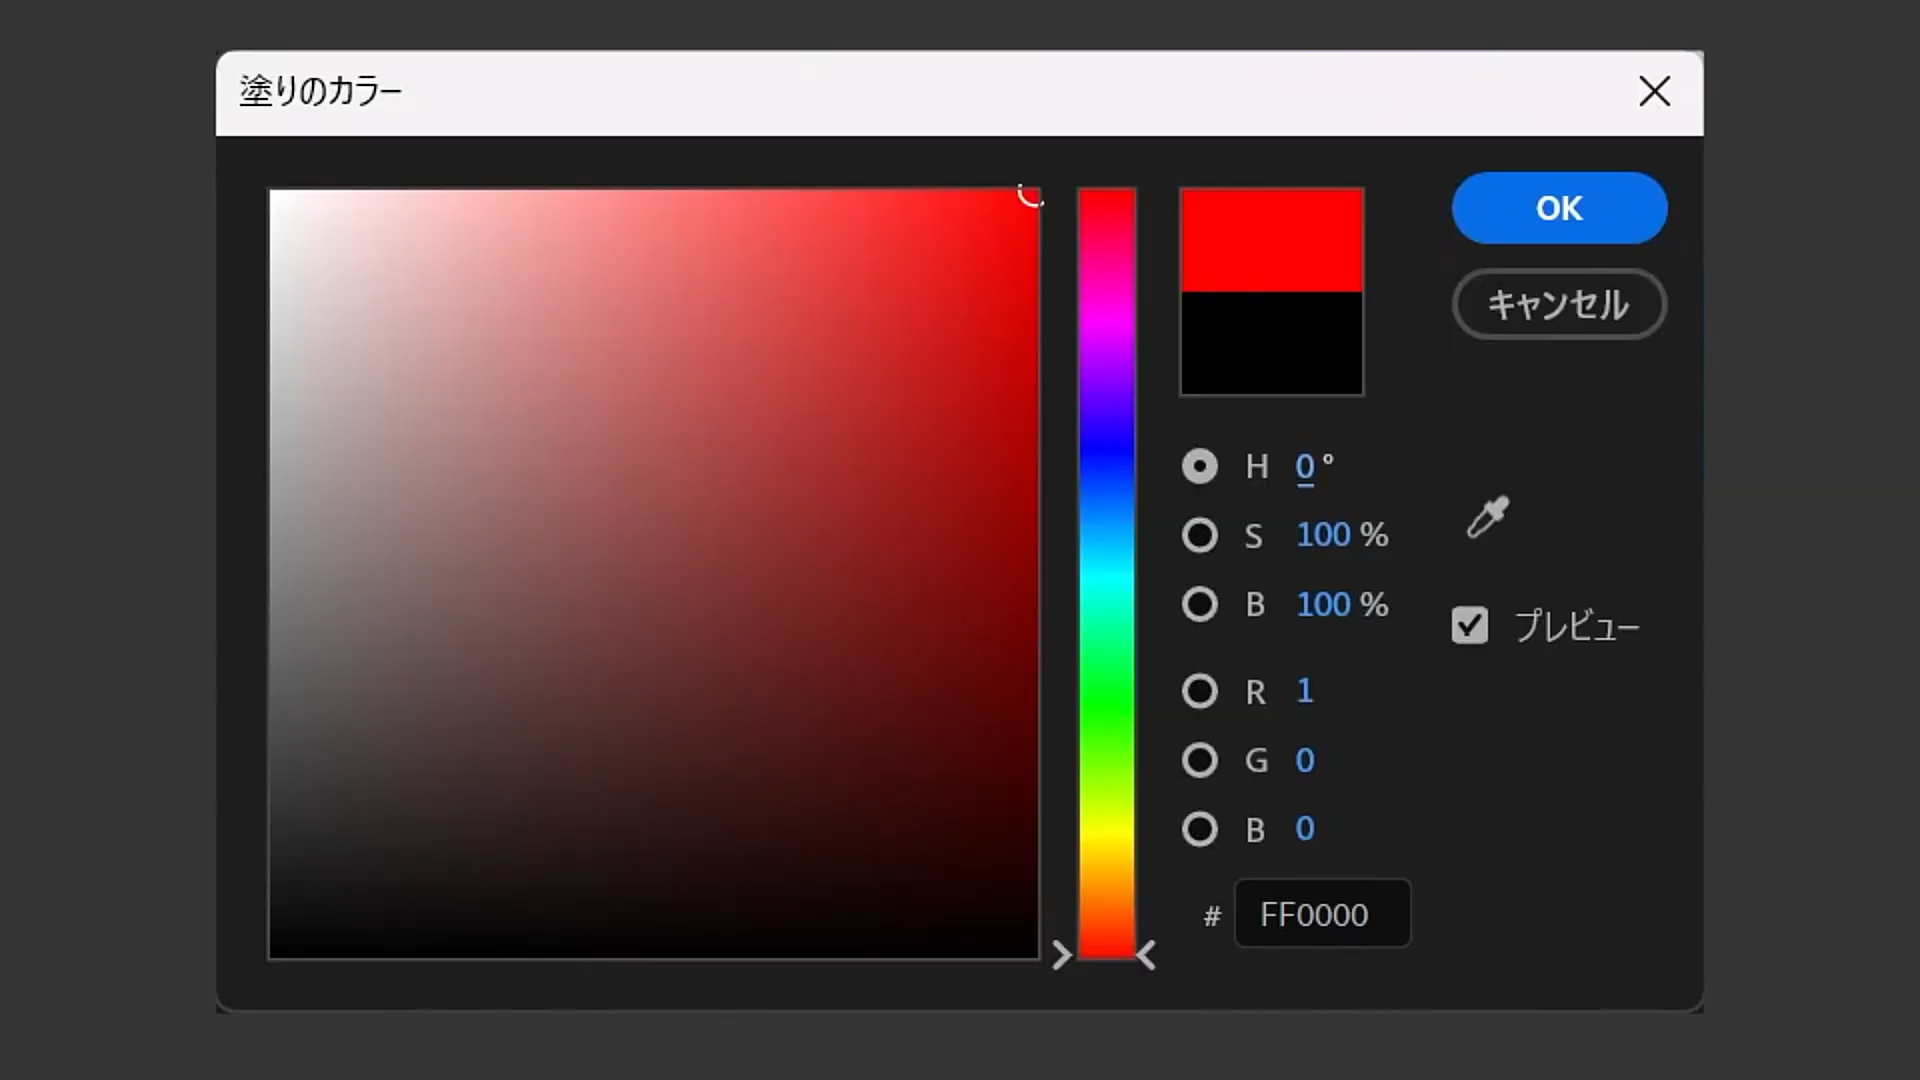 塗りのカラー
OK
キャンセル
H 0 °
S 100 %
B 100 %
プレビュー
R 1
G 0
B 0
# FF0000